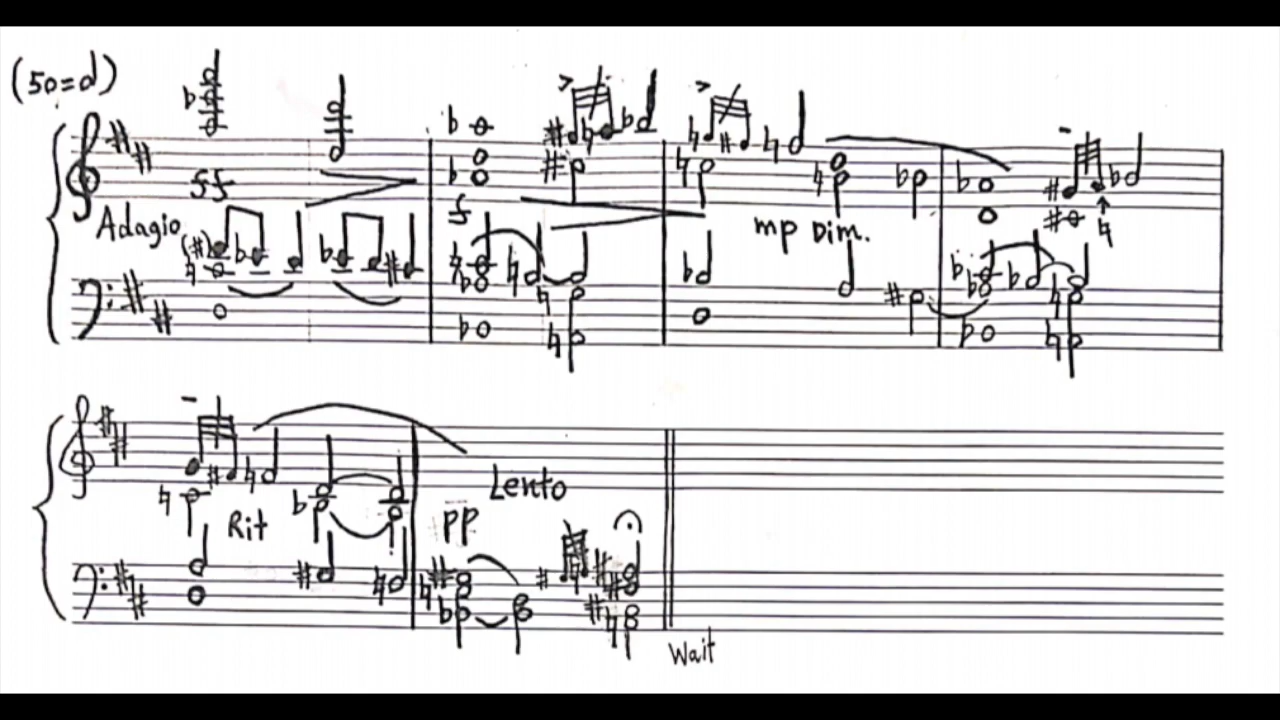 (50=d)
ff
Adagio
f
mp Dim.
Rit
Lento
pp
Wait